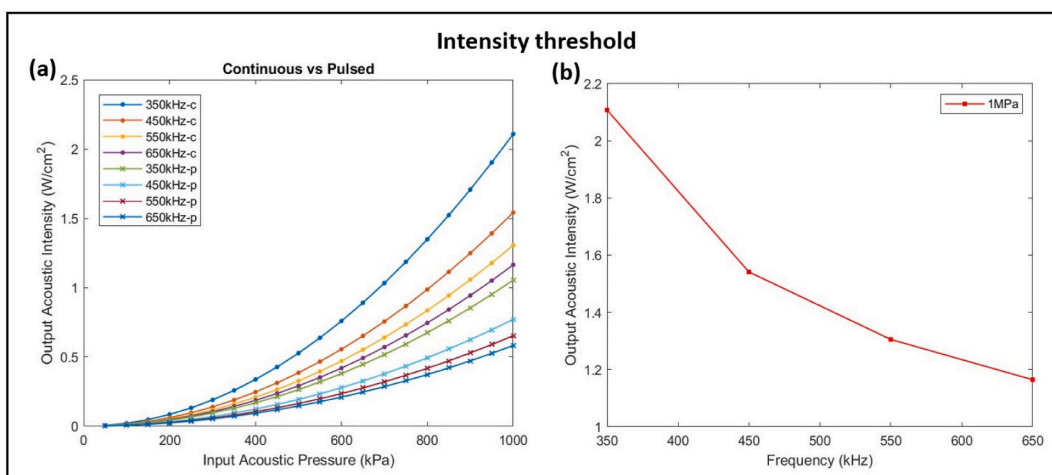 Intensity threshold
(a)
Continuous vs Pulsed
2.5
2
1.5
1
0.5
0
Output Acoustic Intensity (W/cm²)
350kHz-c
450kHz-c
550kHz-c
650kHz-c
350kHz-p
450kHz-p
550kHz-p
650kHz-p
0 200 400 600 800 1000
Input Acoustic Pressure (kPa)
(b)
2.2
2
1.8
1.6
1.4
1.2
1
Output Acoustic Intensity (W/cm²)
1MPa
350 400 450 500 550 600 650
Frequency (kHz)